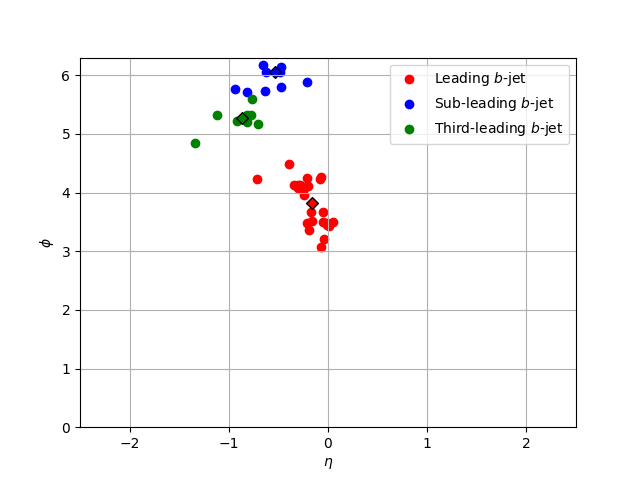 Leading b-jet
Sub-leading b-jet
Third-leading b-jet
6
5
4
3
2
1
0
ϕ
−2
−1
0
1
2
η